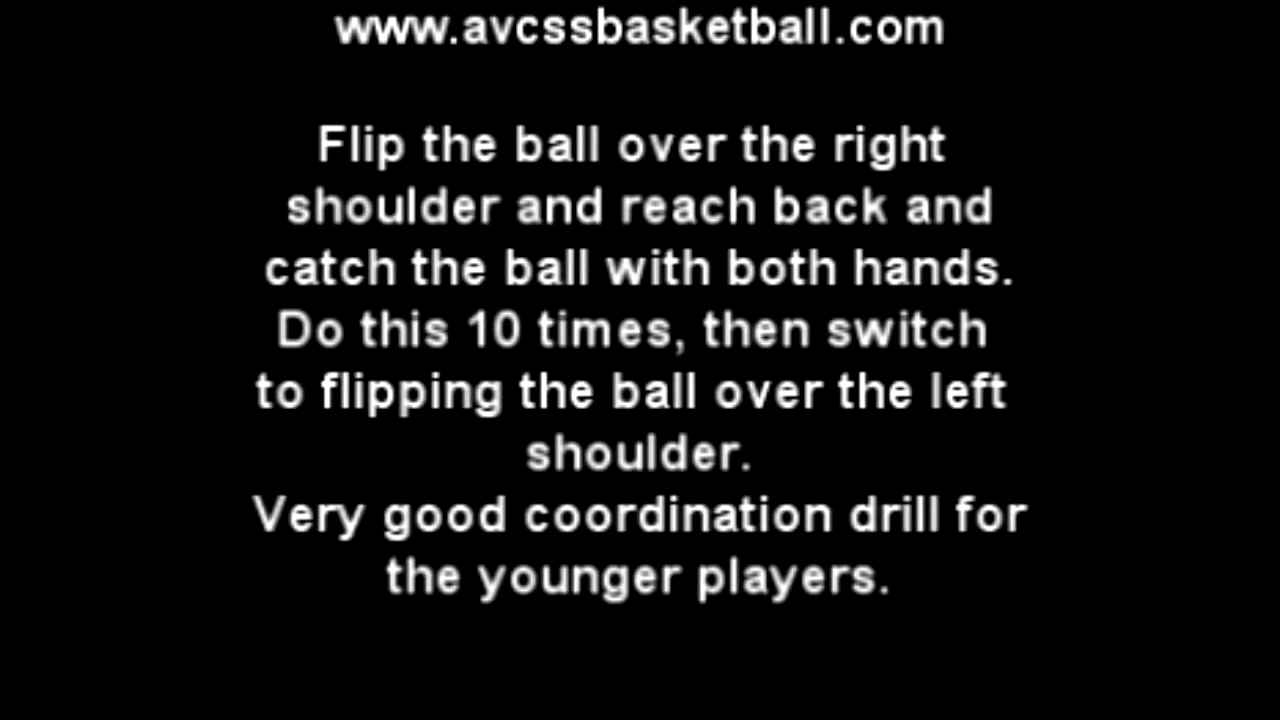 www.avcssbasketball.com
Flip the ball over the right
shoulder and reach back and
catch the ball with both hands.
Do this 10 times, then switch
to flipping the ball over the left
shoulder.
Very good coordination drill for
the younger players.